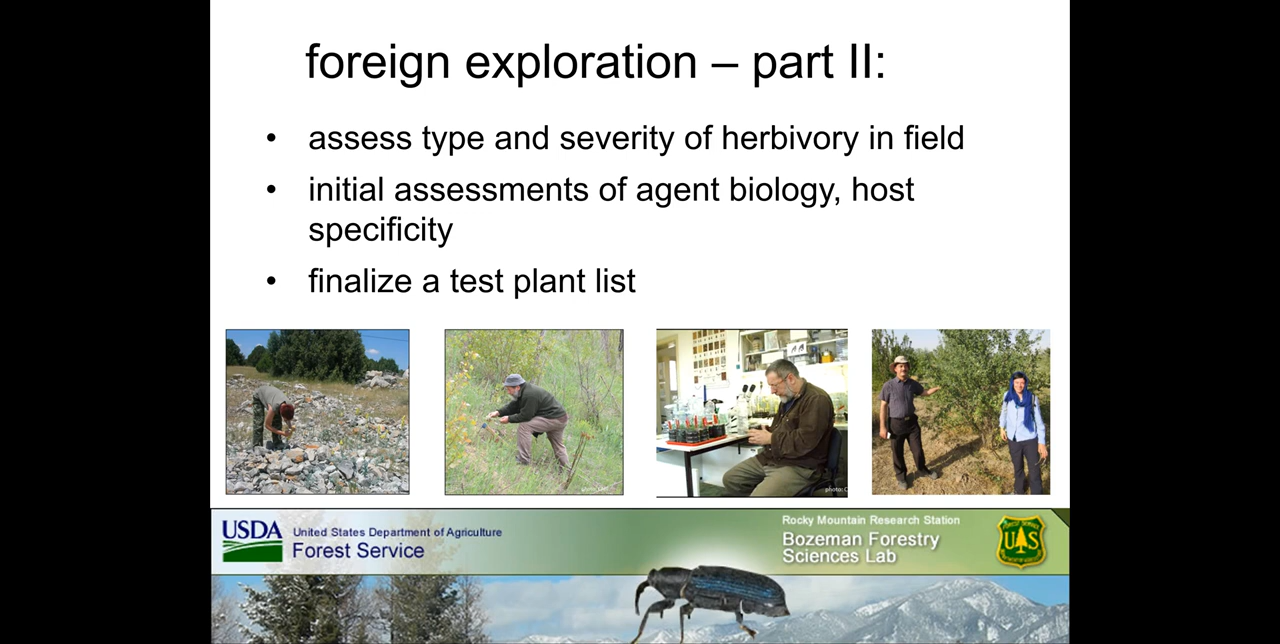 foreign exploration – part II:
• assess type and severity of herbivory in field
• initial assessments of agent biology, host
specificity
• finalize a test plant list
photo: C
USDA
United States Department of Agriculture
Forest Service
Rocky Mountain Research Station
Bozeman Forestry
Sciences Lab
UAS